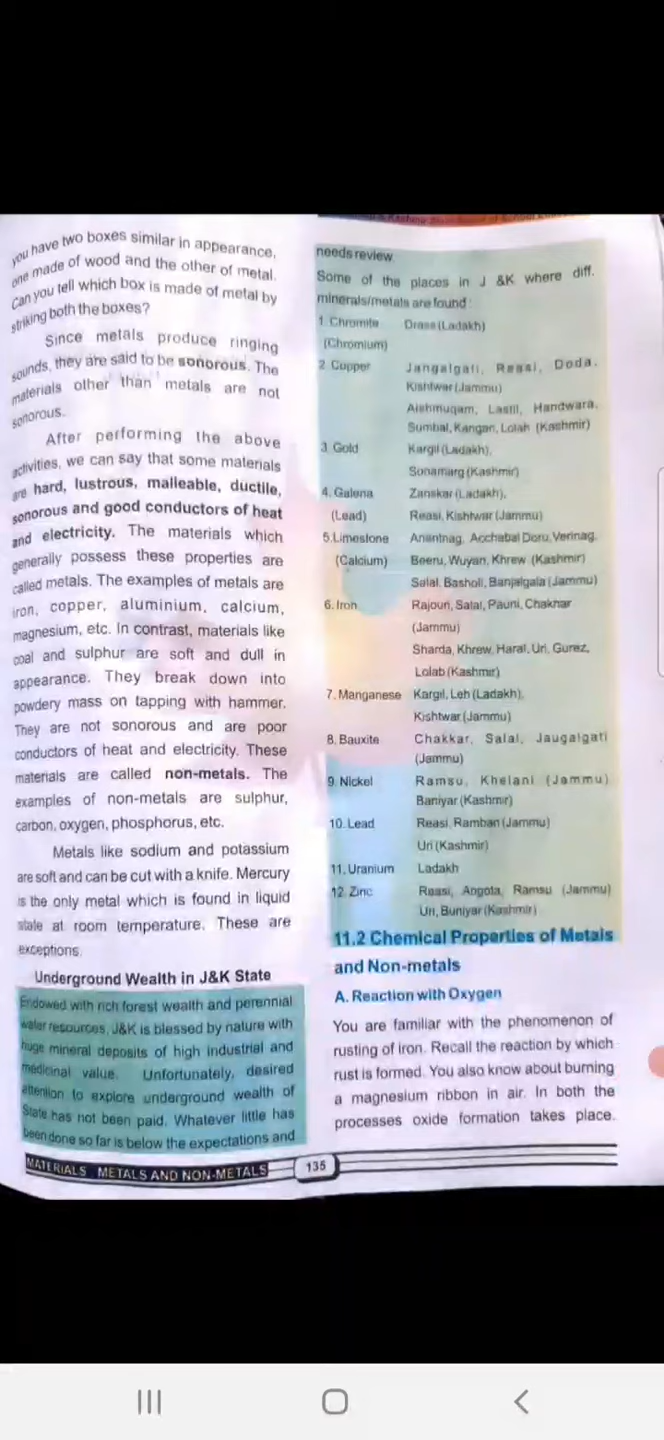 you have two boxes similar in appearance,
one made of wood and the other of metal.
Can you tell which box is made of metal by
striking both the boxes?
Since metals produce ringing
sounds, they are said to be sonorous. The
materials other than metals are not
sonorous.
After performing the above
activities, we can say that some materials
are hard, lustrous, malleable, ductile,
sonorous and good conductors of heat
and electricity. The materials which
generally possess these properties are
called metals. The examples of metals are
iron, copper, aluminium, calcium,
magnesium, etc. In contrast, materials like
coal and sulphur are soft and dull in
appearance. They break down into
powdery mass on tapping with hammer.
They are not sonorous and are poor
conductors of heat and electricity. These
materials are called non-metals. The
examples of non-metals are sulphur,
carbon, oxygen, phosphorus, etc.
Metals like sodium and potassium
are soft and can be cut with a knife. Mercury
is the only metal which is found in liquid
state at room temperature. These are
exceptions.
Underground Wealth in J&K State
Endowed with rich forest wealth and perennial
water resources, J&K is blessed by nature with
huge mineral deposits of high industrial and
medicinal value. Unfortunately, desired
attention to explore underground wealth of
State has not been paid. Whatever little has
been done so far is below the expectations and
needs review
Some of the places in J &K where diff.
minerals/metals are found :
1. Chromite Drass (Ladakh)
(Chromium)
2. Copper Jangalgali, Reasi, Doda,
Kishtwar (Jammu)
Aishmuqam, Handwara,
Sumbal, Kangan, Lolab (Kashmir)
3. Gold Kargil (Ladakh),
Sonamarg (Kashmir)
4. Galena Zanskar (Ladakh),
(Lead) Reasi, Kishtwar (Jammu)
5. Limestone Anantnag, Acchabal Doru, Verinag,
(Calcium) Beeru, Wuyan, Khrew (Kashmir)
Salal, Basholi, Banjalgala (Jammu)
6. Iron Rajouri, Salal, Pauni, Chakhar
(Jammu)
Sharda, Khrew, Haral, Uri, Gurez,
Lolab (Kashmir)
7. Manganese Kargil, Leh (Ladakh),
Kishtwar (Jammu)
8. Bauxite Chakkar, Salal, Jaugalgati
(Jammu)
9. Nickel Ramsu, Khelani (Jammu)
Baniyar (Kashmir)
10. Lead Reasi, Ramban (Jammu)
Uri (Kashmir)
11. Uranium Ladakh
12. Zinc Reasi, Angota, Ramsu (Jammu)
Uri, Buniyar (Kashmir)
11.2 Chemical Properties of Metals
and Non-metals
A. Reaction with Oxygen
You are familiar with the phenomenon of
rusting of iron. Recall the reaction by which
rust is formed. You also know about burning
a magnesium ribbon in air. In both the
processes oxide formation takes place.
MATERIALS METALS AND NON-METALS 135